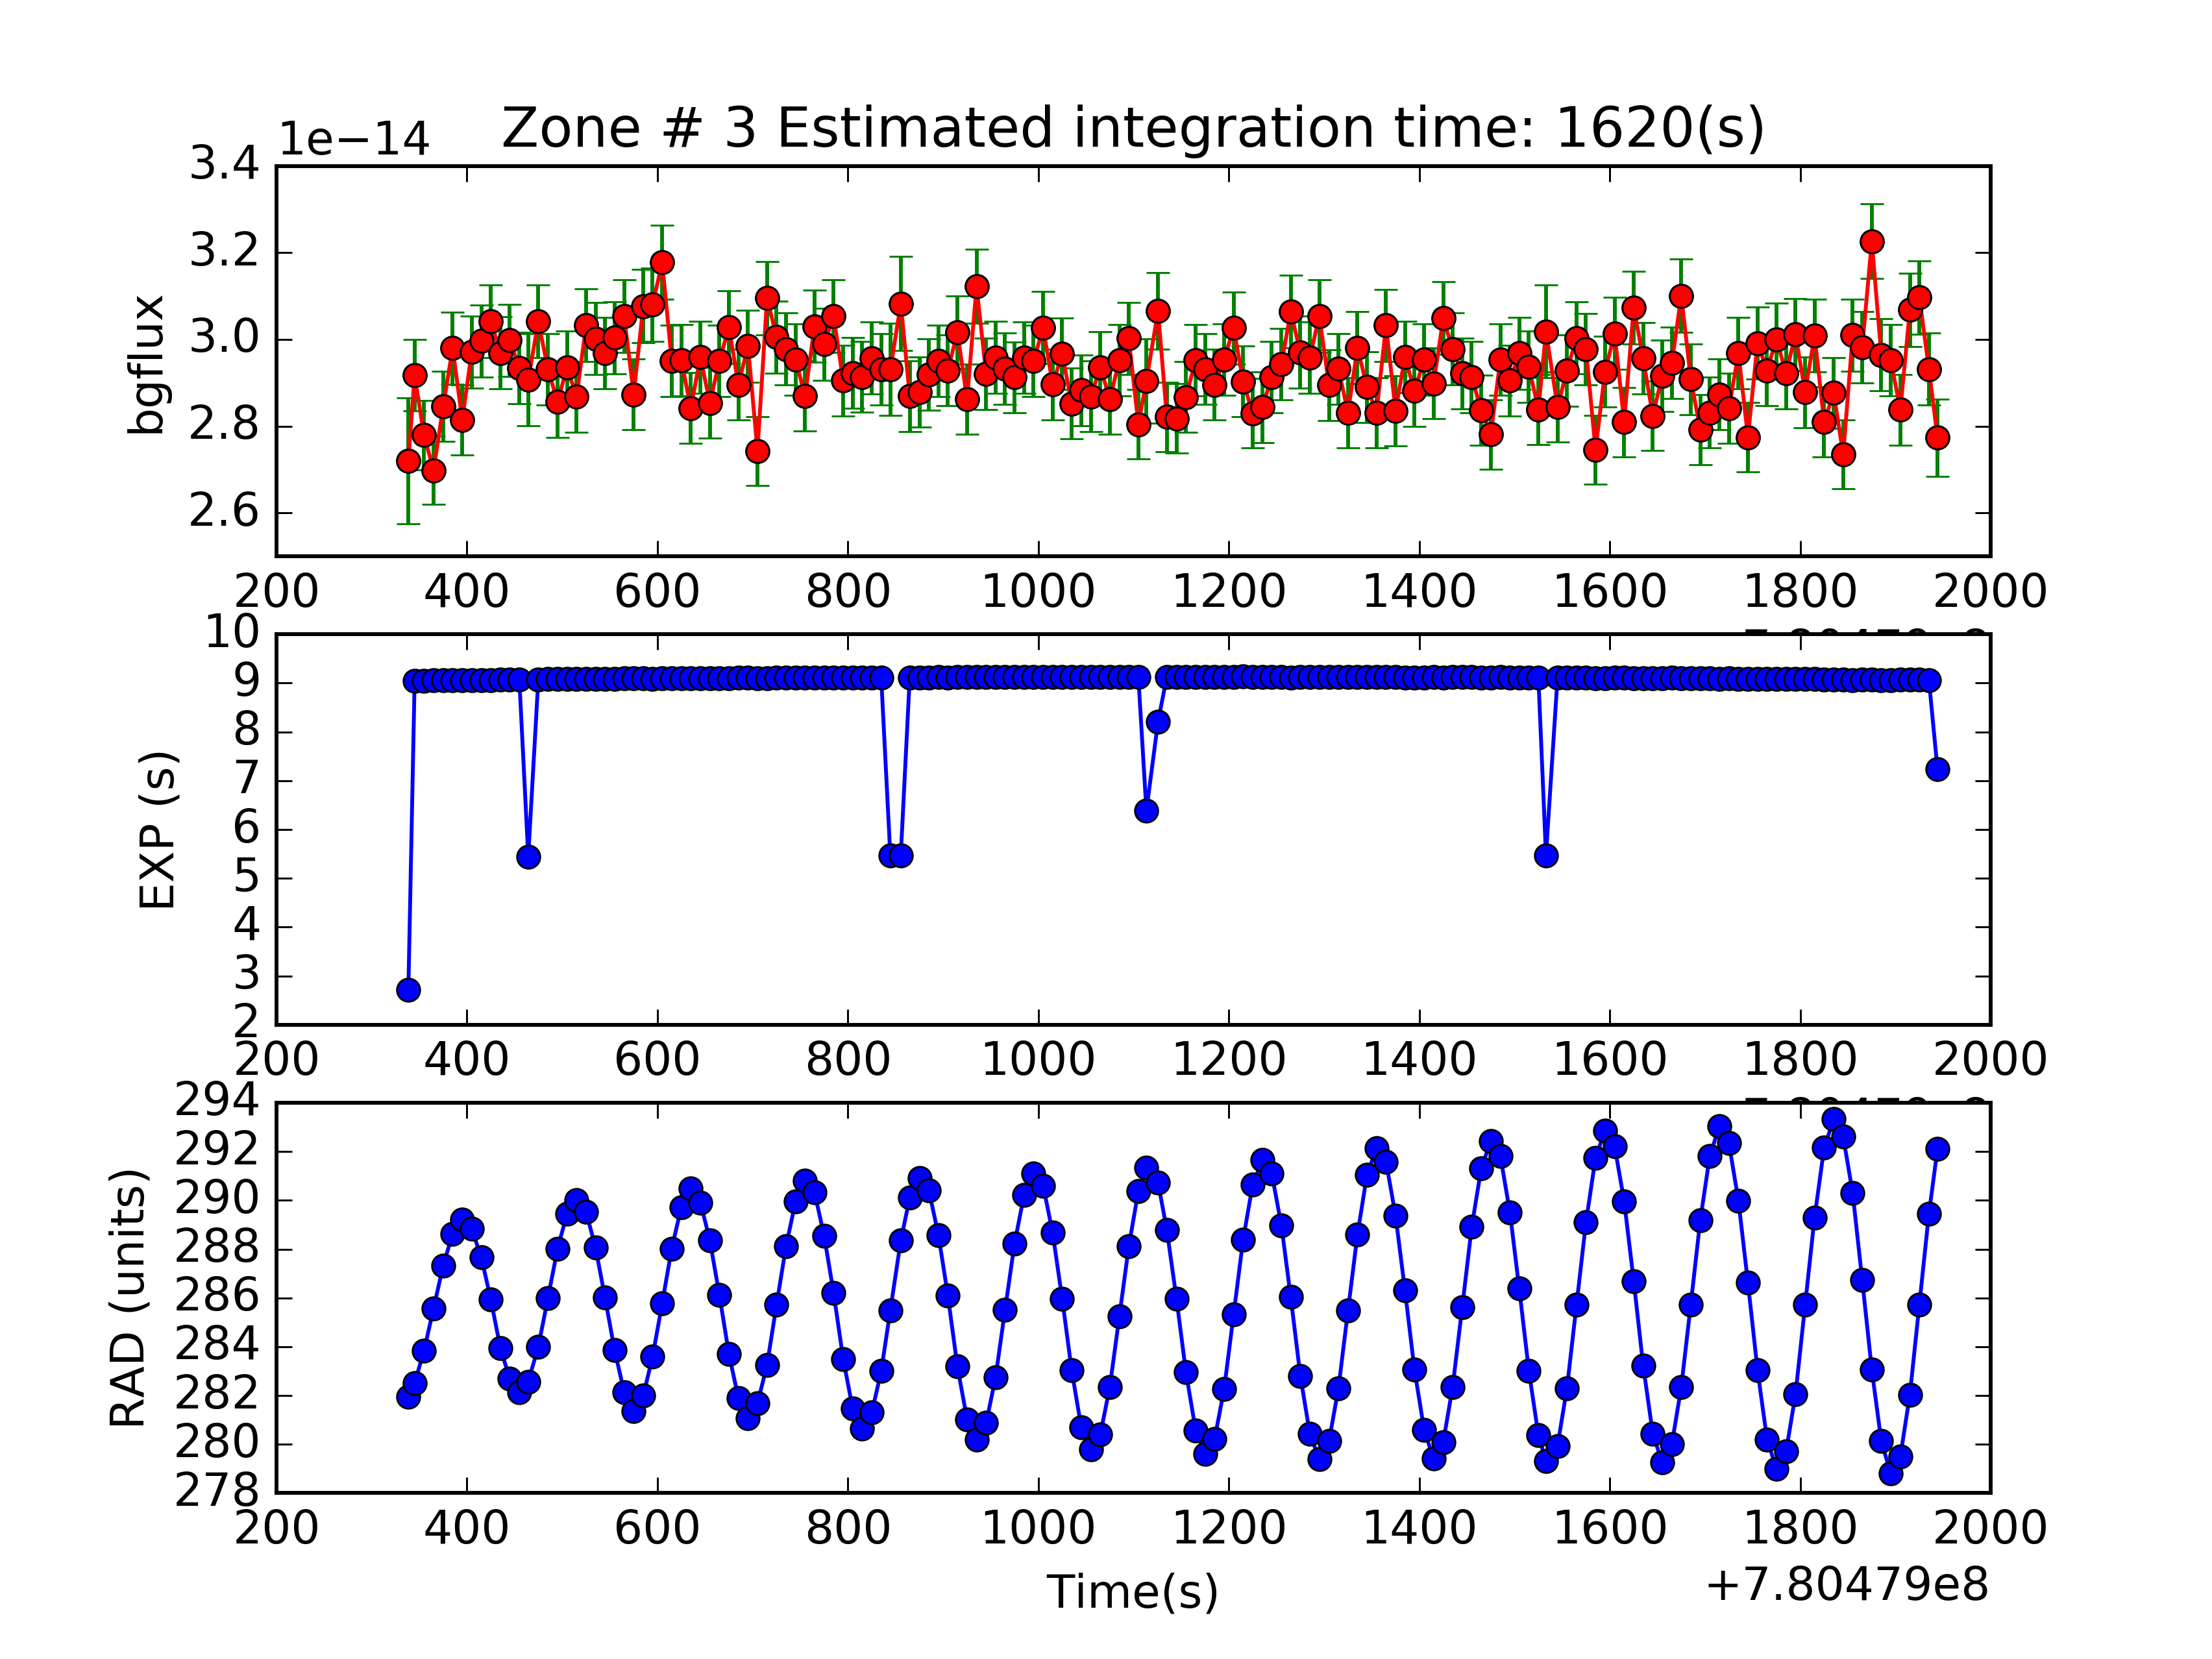 1e−14
Zone # 3 Estimated integration time: 1620(s)
3.4
3.2
3.0
2.8
2.6
bgflux
200 400 600 800 1000 1200 1400 1600 1800 2000
10
9
8
7
6
5
4
3
2
EXP (s)
200 400 600 800 1000 1200 1400 1600 1800 2000
294
292
290
288
286
284
282
280
278
RAD (units)
200 400 600 800 1000 1200 1400 1600 1800 2000
Time(s)
+7.80479e8